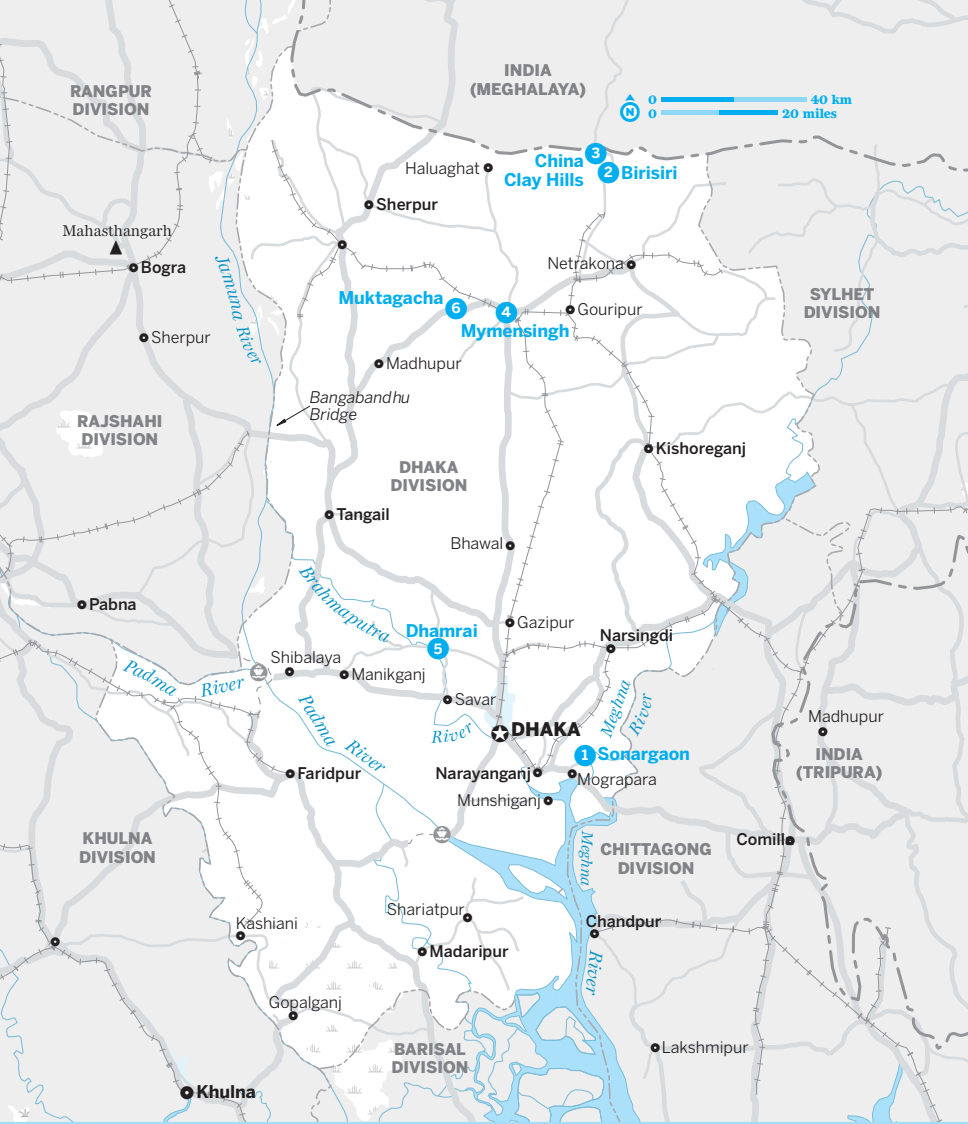 INDIA
(MEGHALAYA)
RANGPUR
DIVISION
0 40 km
N
0 20 miles
3
China
Clay Hills
2 Birisiri
Haluaghat
Sherpur
Mahasthangarh
Bogra
Netrakona
Jamuna River
Muktagacha 6
4
Mymensingh
Gouripur
SYLHET
DIVISION
Sherpur
Madhupur
Bangabandhu
Bridge
RAJSHAHI
DIVISION
Kishoreganj
DHAKA
DIVISION
Tangail
Bhawal
Brahmaputra
Pabna
Gazipur
Dhamrai
5
Narsingdi
Shibalaya
Manikganj
Padma River
Savar
Padma River
River
Meghna
River
DHAKA
Madhupur
INDIA
(TRIPURA)
1 Sonargaon
Faridpur
Narayanganj
Mograpara
Munshiganj
KHULNA
DIVISION
Meghna
CHITTAGONG
DIVISION
Comilla
Shariatpur
Kashiani
Chandpur
Madaripur
River
Gopalganj
BARISAL
DIVISION
Lakshmipur
Khulna